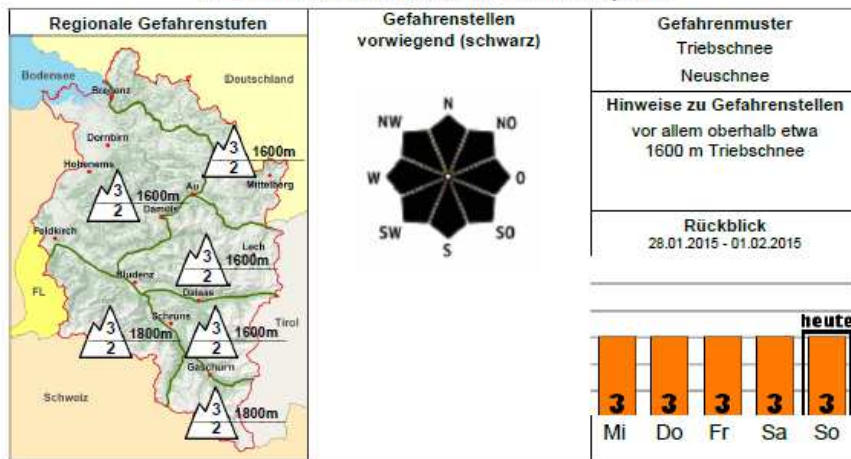 Regionale Gefahrenstufen
Bodensee
Deutschland
Bregenz
Dornbirn
Hohenems
3
2
1600m
Mittelberg
Au
3
2
1600m
Damüls
Feldkirch
Lech
3
2
1600m
Bludenz
FL
Dalaas
Schruns
Tirol
3
2
1800m
3
2
1600m
Gaschurn
Schweiz
3
2
1800m
Gefahrenstellen
vorwiegend (schwarz)
N
NW
NO
W
O
SW
SO
S
Gefahrenmuster
Triebschnee
Neuschnee
Hinweise zu Gefahrenstellen
vor allem oberhalb etwa
1600 m Triebschnee
Rückblick
28.01.2015 - 01.02.2015
heute
3 3 3 3 3
Mi Do Fr Sa So